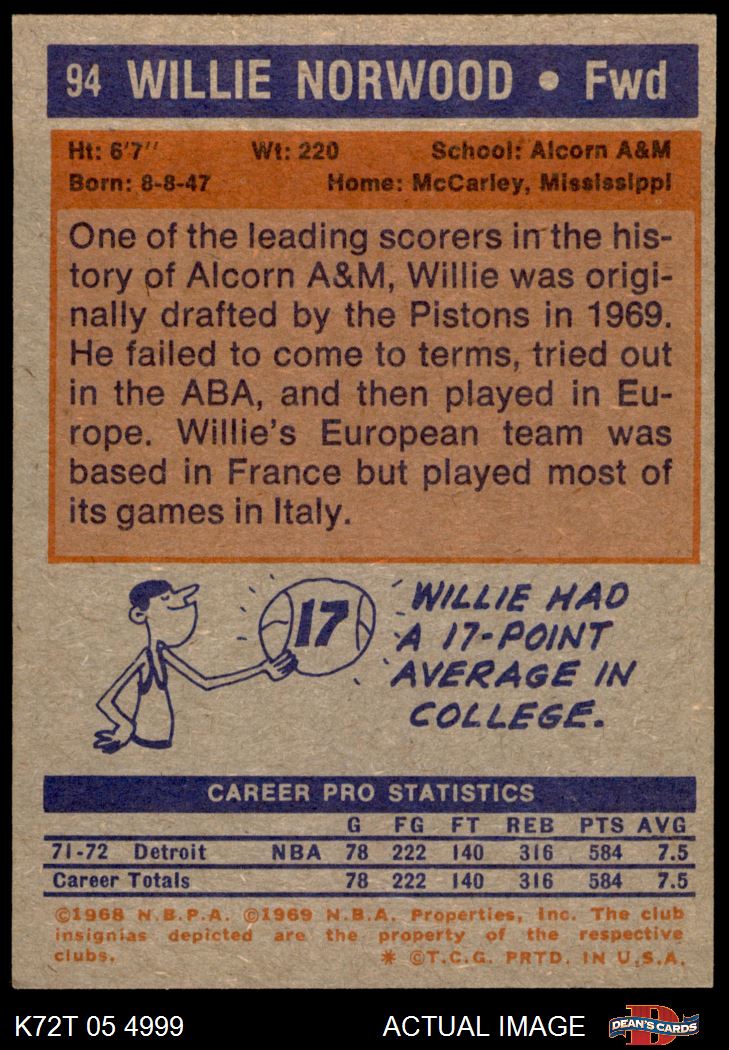 94 WILLIE NORWOOD • Fwd
Ht: 6'7" Wt: 220 School: Alcorn A&M
Born: 8-8-47 Home: McCarley, Mississippi
One of the leading scorers in the his-
tory of Alcorn A&M, Willie was origi-
nally drafted by the Pistons in 1969.
He failed to come to terms, tried out
in the ABA, and then played in Eu-
rope. Willie's European team was
based in France but played most of
its games in Italy.
17
WILLIE HAD
A 17-POINT
AVERAGE IN
COLLEGE.
CAREER PRO STATISTICS
G FG FT REB PTS AVG
71-72 Detroit NBA 78 222 140 316 584 7.5
Career Totals 78 222 140 316 584 7.5
©1968 N.B.P.A. ©1969 N.B.A. Properties, Inc. The club
insignias depicted are the property of the respective
clubs. * ©T.C.G. PRTD. IN U.S.A.
K72T 05 4999 ACTUAL IMAGE DEAN'S CARDS